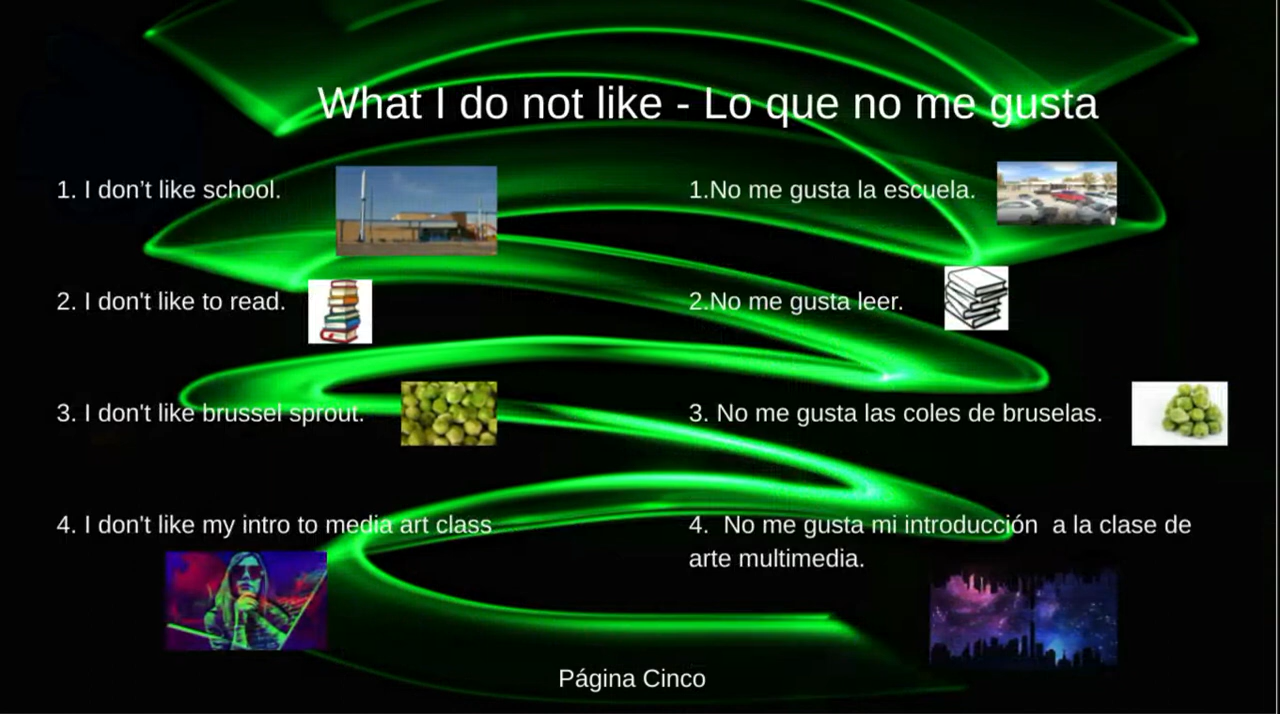 What I do not like - Lo que no me gusta
1. I don’t like school.
1.No me gusta la escuela.
2. I don't like to read.
2.No me gusta leer.
3. I don't like brussel sprout.
3. No me gusta las coles de bruselas.
4. I don't like my intro to media art class
4.  No me gusta mi introducción  a la clase de
arte multimedia.
Página Cinco